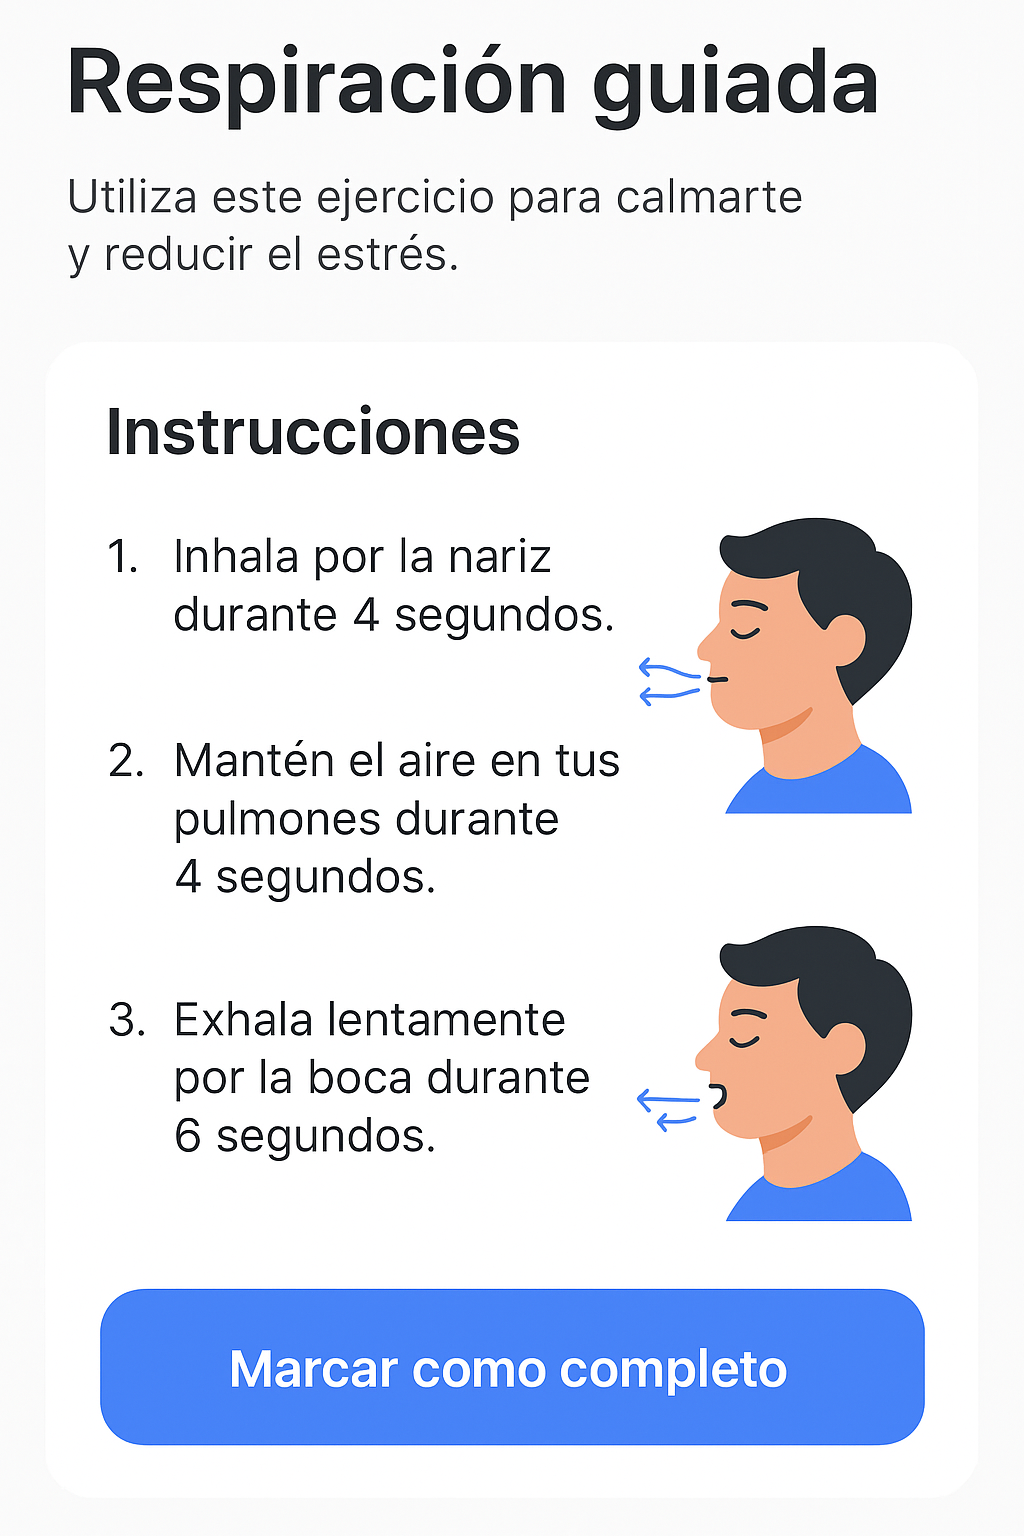 Respiración guiada
Utiliza este ejercicio para calmarte
y reducir el estrés.
Instrucciones
1. Inhala por la nariz
durante 4 segundos.
2. Mantén el aire en tus
pulmones durante
4 segundos.
3. Exhala lentamente
por la boca durante
6 segundos.
Marcar como completo